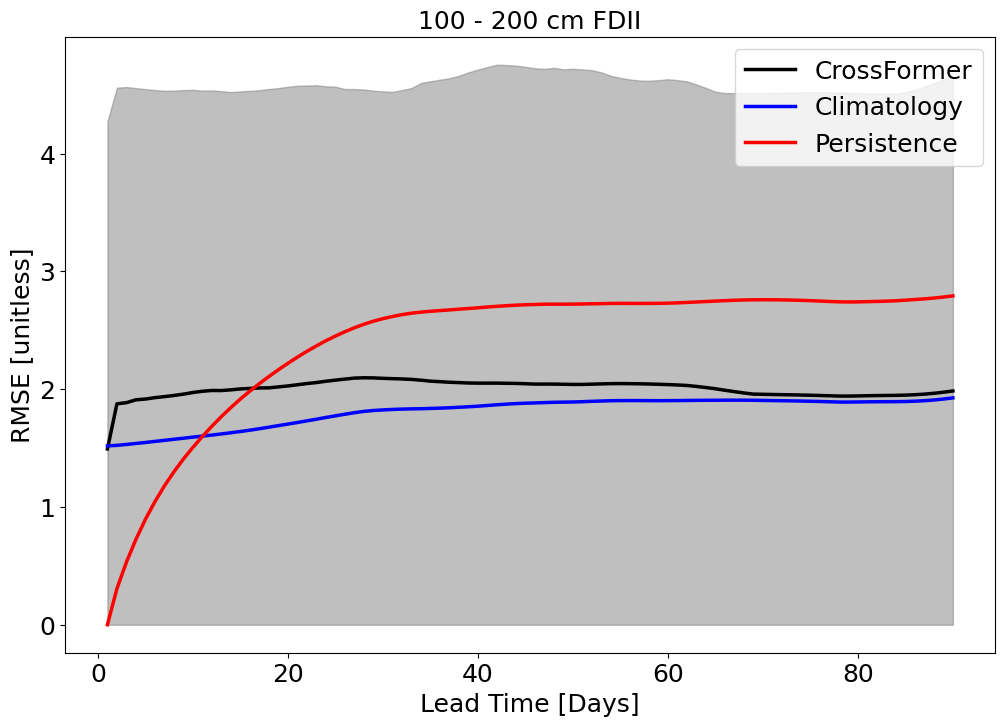 100 - 200 cm FDII
CrossFormer
Climatology
Persistence
RMSE [unitless]
4
3
2
1
0
0 20 40 60 80
Lead Time [Days]